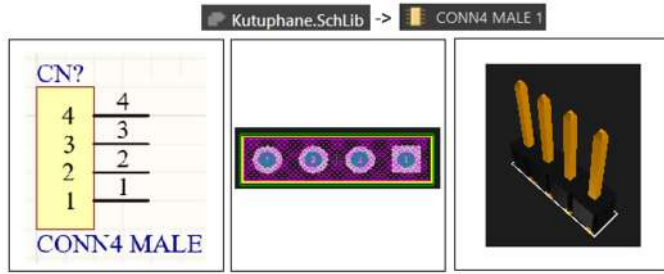 Kutuphane.SchLib -> CONN4 MALE 1
CN?
4 4
3 3
2 2
1 1
CONN4 MALE